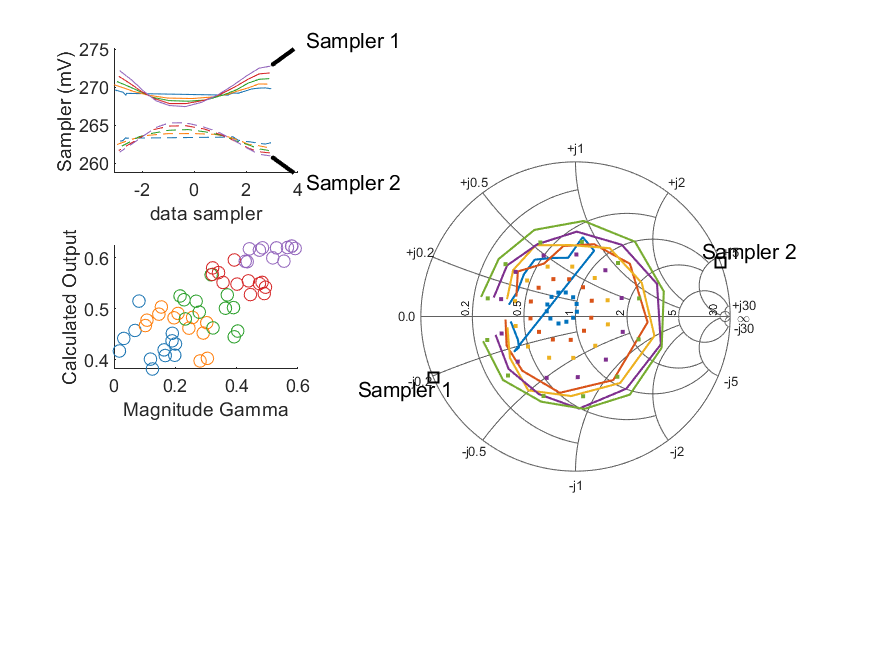 Sampler 1
275
270
265
260
Sampler (mV)
-2
0
2
4
data sampler
Sampler 2
0.6
0.5
0.4
Calculated Output
0
0.2
0.4
0.6
Magnitude Gamma
+j1
+j0.5
+j2
+j0.2
Sampler 2
0.0
0.2
0.5
1
2
5
30
+j30
∞
-j30
Sampler 1
-j5
-j0.5
-j2
-j1